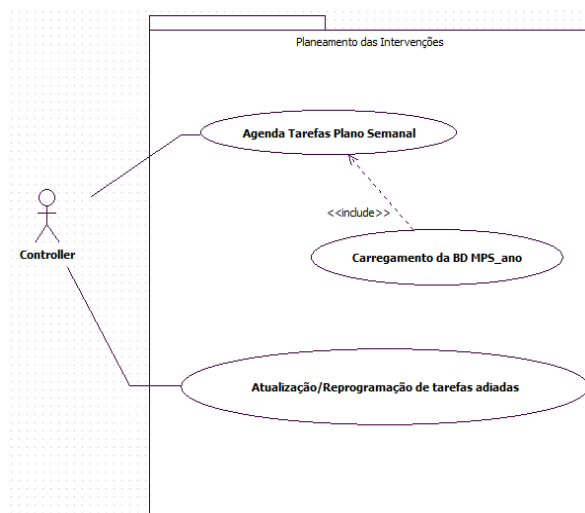 Planeamento das Intervenções
Agenda Tarefas Plano Semanal
<<include>>
Controller
Carregamento da BD MPS_ano
Atualização/Reprogramação de tarefas adiadas